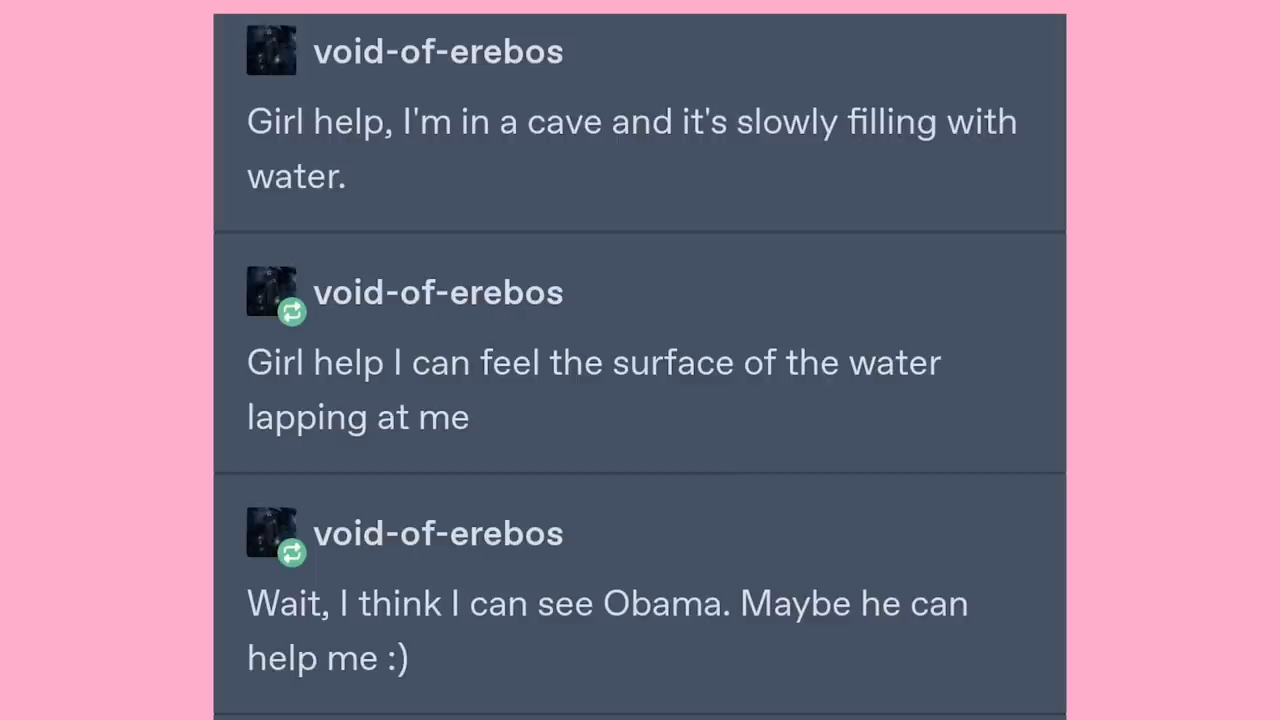 void-of-erebos
Girl help, I'm in a cave and it's slowly filling with
water.
void-of-erebos
Girl help I can feel the surface of the water
lapping at me
void-of-erebos
Wait, I think I can see Obama. Maybe he can
help me :)